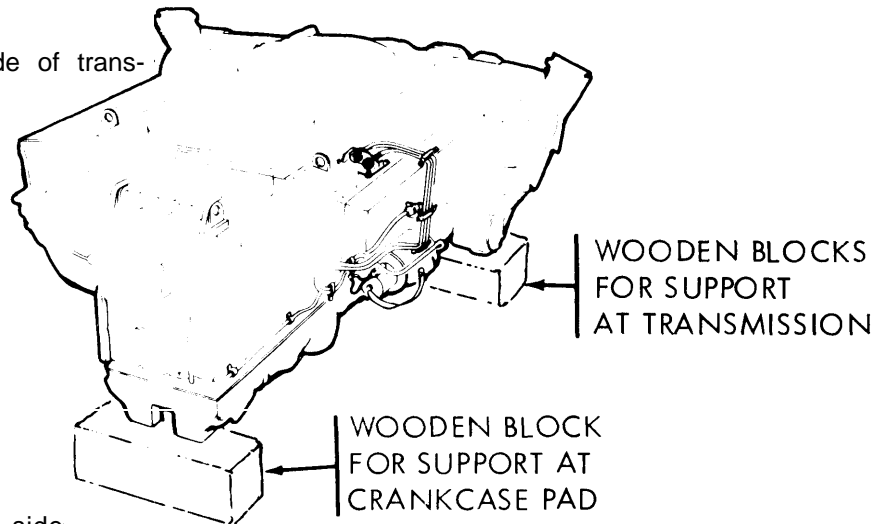 de of trans-
WOODEN BLOCKS
FOR SUPPORT
AT TRANSMISSION
WOODEN BLOCK
FOR SUPPORT AT
CRANKCASE PAD
side